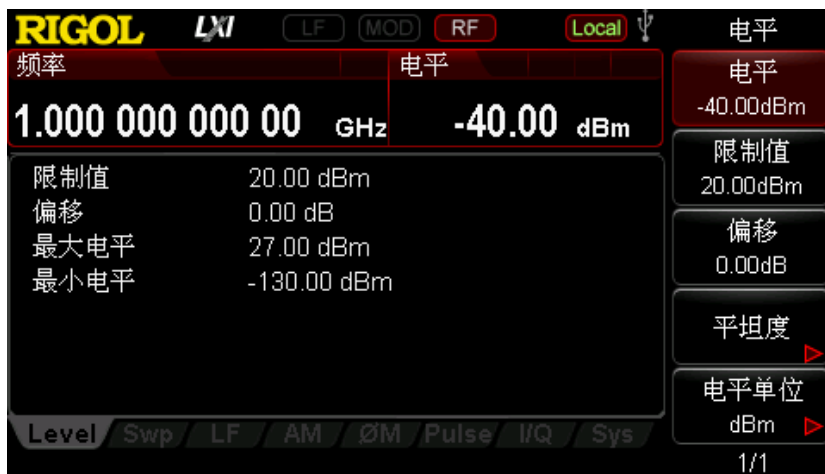 RIGOL LXI LF MOD RF Local 电平
频率 电平
1.000 000 000 00 GHz -40.00 dBm
电平
-40.00dBm
限制值
20.00dBm
偏移
0.00dB
平坦度
电平单位
dBm
1/1
限制值 20.00 dBm
偏移 0.00 dB
最大电平 27.00 dBm
最小电平 -130.00 dBm
Level Swp LF AM ØM Pulse I/Q Sys